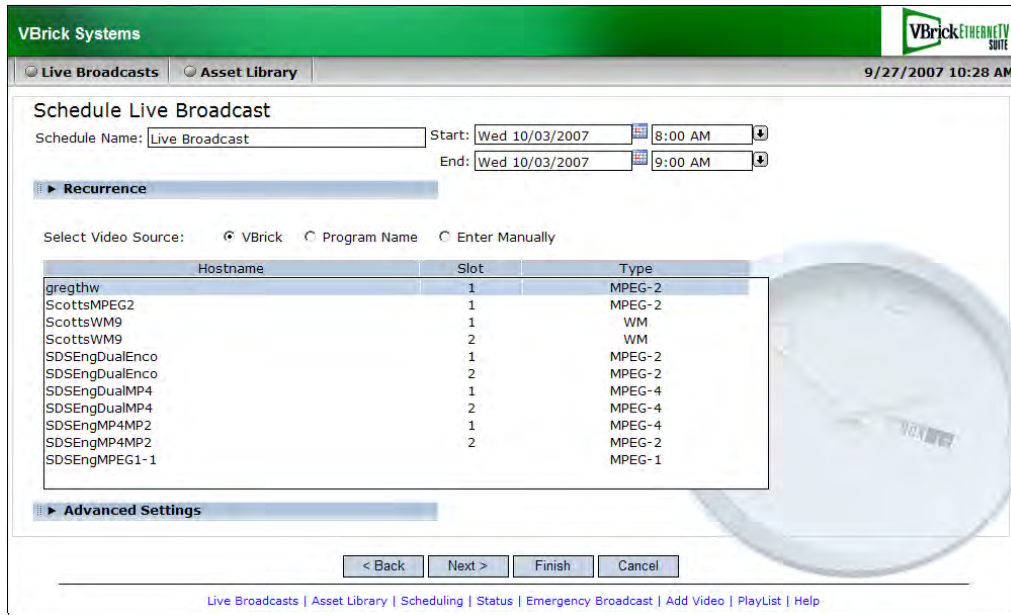 VBrick Systems
VBrick ETHERNETV
SUITE
Live Broadcasts Asset Library 9/27/2007 10:28 AM
Schedule Live Broadcast
Schedule Name: Live Broadcast Start: Wed 10/03/2007 8:00 AM
End: Wed 10/03/2007 9:00 AM
Recurrence
Select Video Source: VBrick Program Name Enter Manually
Hostname Slot Type
gregthw 1 MPEG-2
ScottsMPEG2 1 MPEG-2
ScottsWM9 1 WM
ScottsWM9 2 WM
SDSEngDualEnco 1 MPEG-2
SDSEngDualEnco 2 MPEG-2
SDSEngDualMP4 1 MPEG-4
SDSEngDualMP4 2 MPEG-4
SDSEngMP4MP2 1 MPEG-4
SDSEngMP4MP2 2 MPEG-2
SDSEngMPEG1-1 MPEG-1
Advanced Settings
< Back Next > Finish Cancel
Live Broadcasts | Asset Library | Scheduling | Status | Emergency Broadcast | Add Video | PlayList | Help